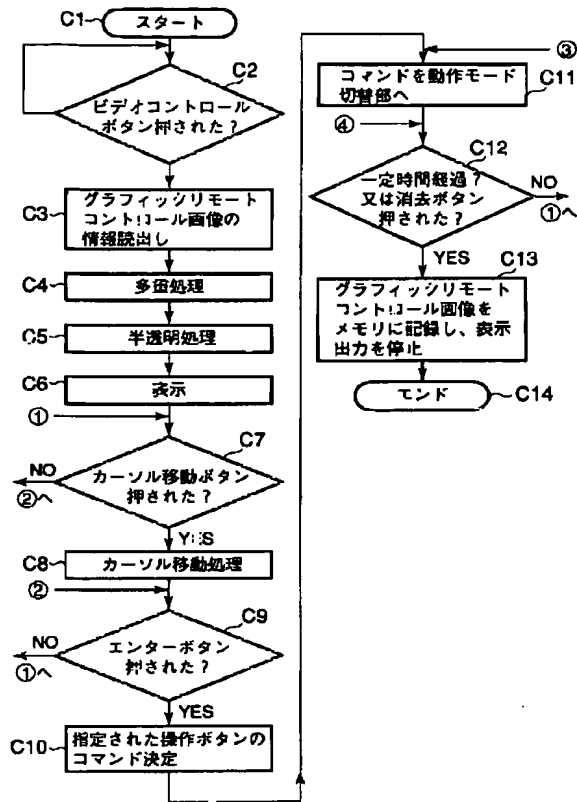 C1
スタート
C2
ビデオコントロール
ボタン押された?
C3
グラフィッシリモート
コントロール画像の
情報読出し
C4
多重処理
C5
半透明処理
C6
表示
①
C7
カーソル移動ボタン
押された?
NO
②へ
YES
C8
カーソル移動処理
②
C9
エンターボタン
押された?
NO
①へ
YES
C10
指定された操作ボタンの
コマンド決定
③
C11
コマンドを動作モード
切替部へ
④
C12
一定時間経過?
又は消去ボタン
押された?
NO
①へ
YES
C13
グラフィッシリモート
コントロール画像を
メモリに記録し、表示
出力を停止
エンド
C14